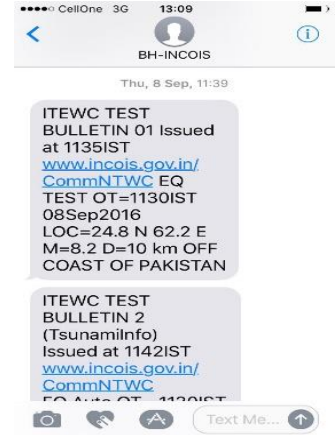 CellOne 3G 13:09
BH-INCOIS
Thu, 8 Sep, 11:39
ITEWC TEST
BULLETIN 01 Issued
at 1135IST
www.incois.gov.in/
CommNTWC EQ
TEST OT=1130IST
08Sep2016
LOC=24.8 N 62.2 E
M=8.2 D=10 km OFF
COAST OF PAKISTAN
ITEWC TEST
BULLETIN 2
(TsunamiInfo)
Issued at 1142IST
www.incois.gov.in/
CommNTWC
Text Me...